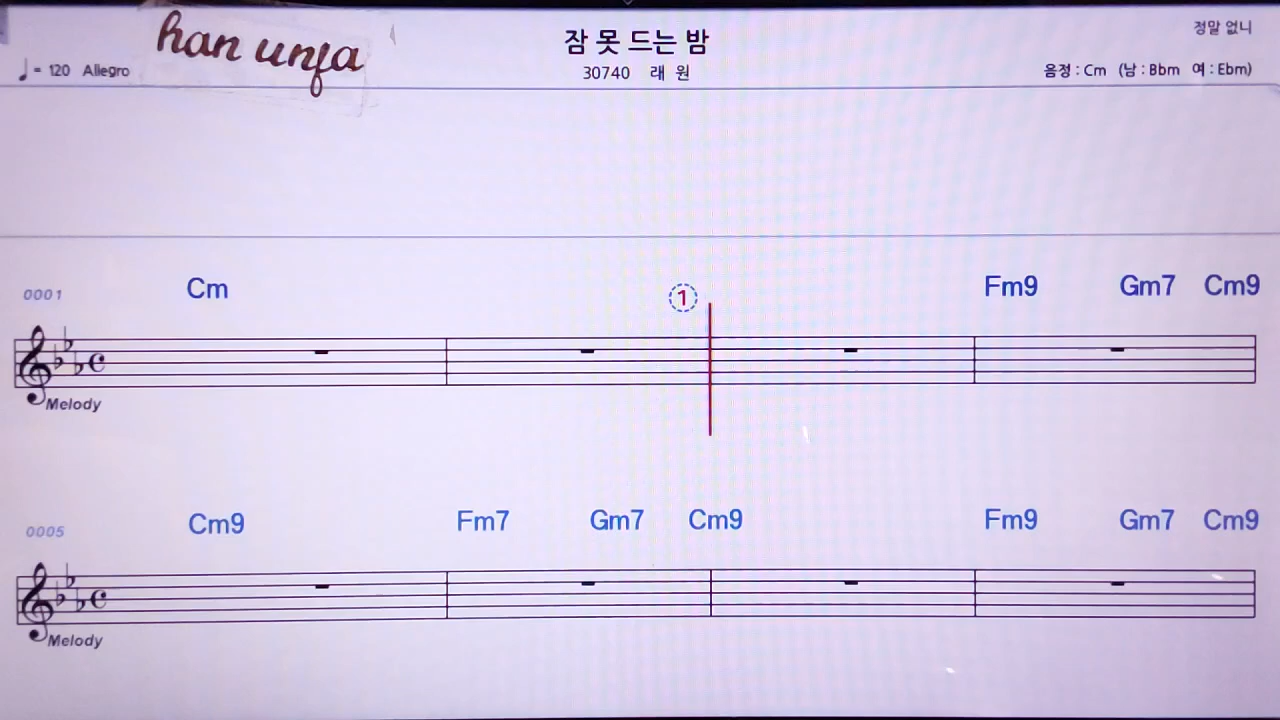 han unja
잠 못 드는 밤
정말 없니
♩= 120 Allegro
30740 래 원
음정 : Cm (남 : Bbm 여 : Ebm)
0001 Cm ① Fm9 Gm7 Cm9
Melody
0005 Cm9 Fm7 Gm7 Cm9 Fm9 Gm7 Cm9
Melody